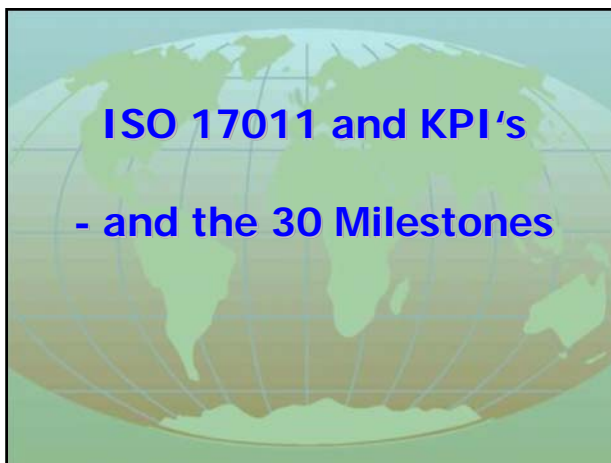 ISO 17011 and KPI‘s
- and the 30 Milestones